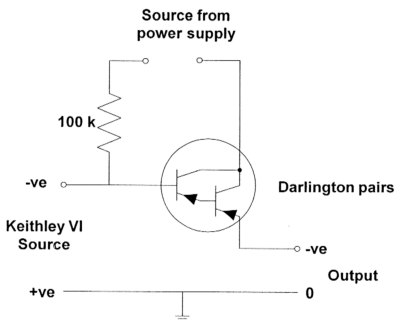 Source from
power supply
100 k
-ve
Darlington pairs
Keithley VI
Source
-ve
Output
+ve
0